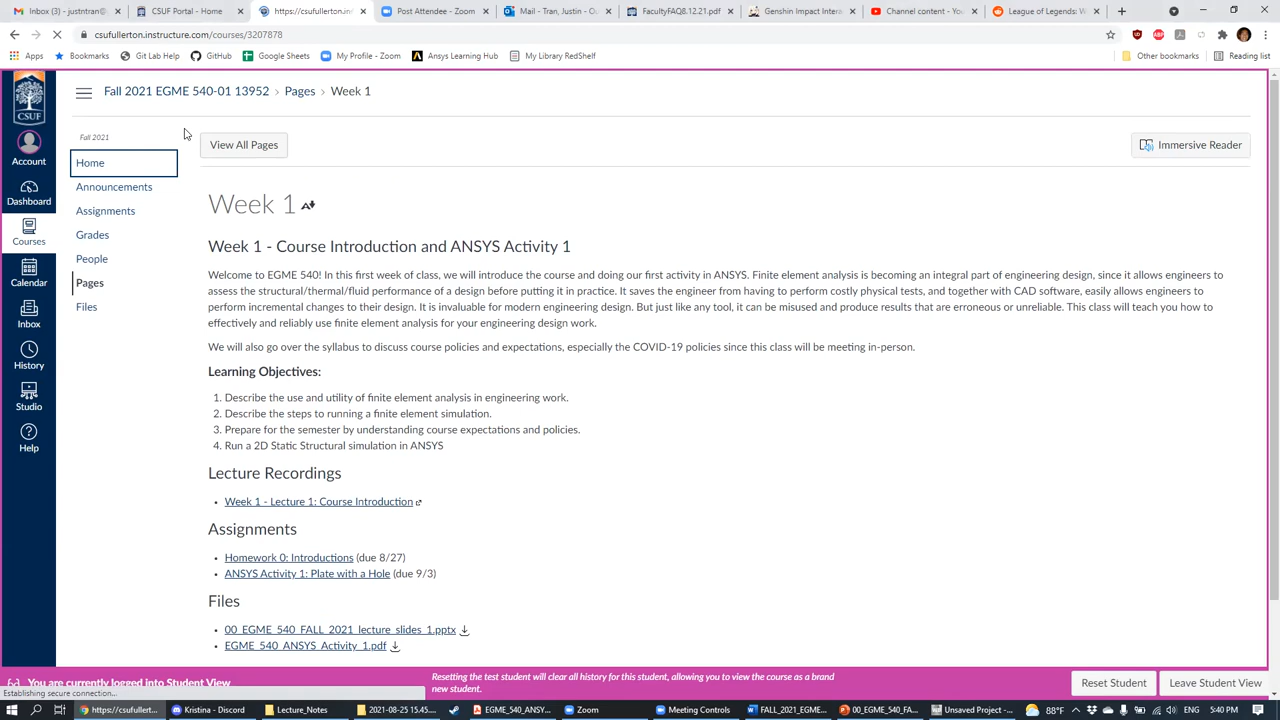 Inbox (3) - justntran@
CSUF Portal - Home
https://csufullerton.instructure
Post Attendee - Zoom
Mail - Tran, Justin - Ou
FacultyFAQ8.12.21.pdf
Genshin Impact Interac
Channel content - You
League of Legends: Wi
csufullerton.instructure.com/courses/3207878
Apps
Bookmarks
Git Lab Help
GitHub
Google Sheets
My Profile - Zoom
Ansys Learning Hub
My Library RedShelf
Other bookmarks
Reading list
CSUF
Account
Dashboard
Courses
Calendar
Inbox
History
Studio
Help
Fall 2021 EGME 540-01 13952 › Pages › Week 1
Fall 2021
Home
Announcements
Assignments
Grades
People
Pages
Files
View All Pages
Immersive Reader
Week 1
Week 1 - Course Introduction and ANSYS Activity 1
Welcome to EGME 540! In this first week of class, we will introduce the course and doing our first activity in ANSYS. Finite element analysis is becoming an integral part of engineering design, since it allows engineers to
assess the structural/thermal/fluid performance of a design before putting it in practice. It saves the engineer from having to perform costly physical tests, and together with CAD software, easily allows engineers to
perform incremental changes to their design. It is invaluable for modern engineering design. But just like any tool, it can be misused and produce results that are erroneous or unreliable. This class will teach you how to
effectively and reliably use finite element analysis for your engineering design work.
We will also go over the syllabus to discuss course policies and expectations, especially the COVID-19 policies since this class will be meeting in-person.
Learning Objectives:
1. Describe the use and utility of finite element analysis in engineering work.
2. Describe the steps to running a finite element simulation.
3. Prepare for the semester by understanding course expectations and policies.
4. Run a 2D Static Structural simulation in ANSYS
Lecture Recordings
• Week 1 - Lecture 1: Course Introduction
Assignments
• Homework 0: Introductions (due 8/27)
• ANSYS Activity 1: Plate with a Hole (due 9/3)
Files
• 00_EGME_540_FALL_2021_lecture_slides_1.pptx
• EGME_540_ANSYS_Activity_1.pdf
You are currently logged into Student View
Resetting the test student will clear all history for this student, allowing you to view the course as a brand
new student.
Reset Student
Leave Student View
Establishing secure connection...
https://csufullert...
Kristina - Discord
Lecture_Notes
2021-08-25 15.45....
EGME_540_ANSY...
Zoom
Meeting Controls
FALL_2021_EGME...
00_EGME_540_FA...
Unsaved Project -...
88°F
5:40 PM